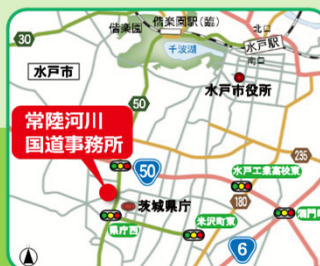 偕楽園駅(臨)
北口
偕楽園
水戸駅
30
千波湖
南口
水戸市
水戸市役所
50
常陸河川
国道事務所
235
水戸工業高校東
50
180
茨城県庁
県庁西
米沢町東
6